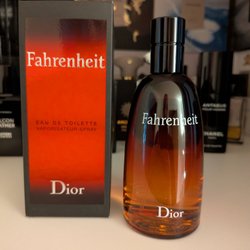 Fahrenheit
EAU DE TOILETTE
VAPORISATEUR-SPRAY
Dior
Fahrenheit
Dior
CHANEL